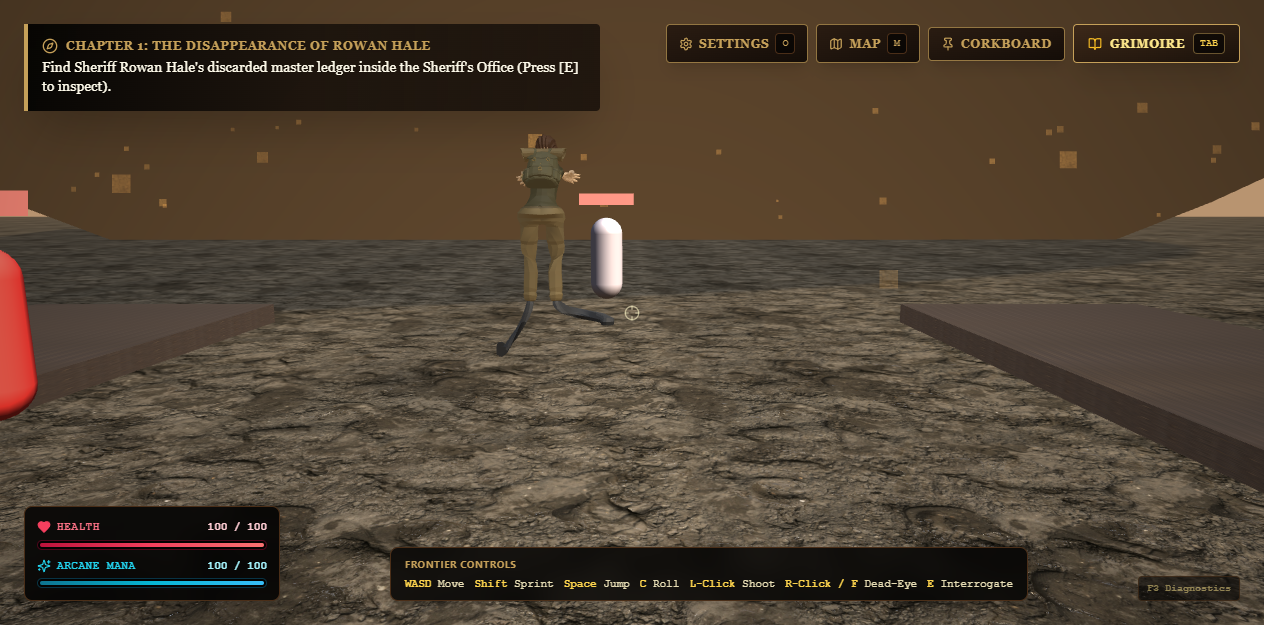 CHAPTER 1: THE DISAPPEARANCE OF ROWAN HALE
Find Sheriff Rowan Hale's discarded master ledger inside the Sheriff's Office (Press [E]
to inspect).
SETTINGS O
MAP M
CORKBOARD
GRIMOIRE TAB
HEALTH 100 / 100
ARCANE MANA 100 / 100
FRONTIER CONTROLS
WASD Move Shift Sprint Space Jump C Roll L-Click Shoot R-Click / F Dead-Eye E Interrogate
F3 Diagnostics